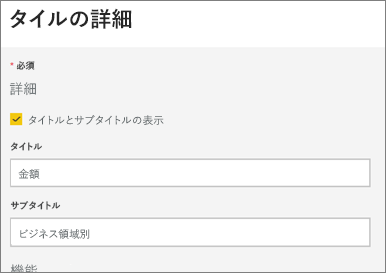 タイルの詳細
* 必須
詳細
タイトルとサブタイトルの表示
タイトル
金額
サブタイトル
ビジネス領域別
機能